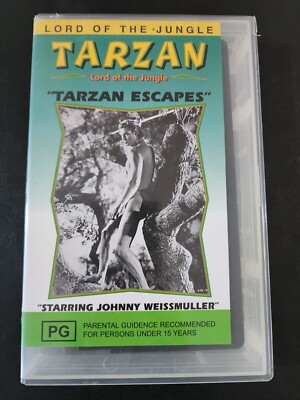 LORD OF THE JUNGLE
TARZAN
Lord of the Jungle
"TARZAN ESCAPES"
"STARRING JOHNNY WEISSMULLER"
PG
PARENTAL GUIDENCE RECOMMENDED
FOR PERSONS UNDER 15 YEARS